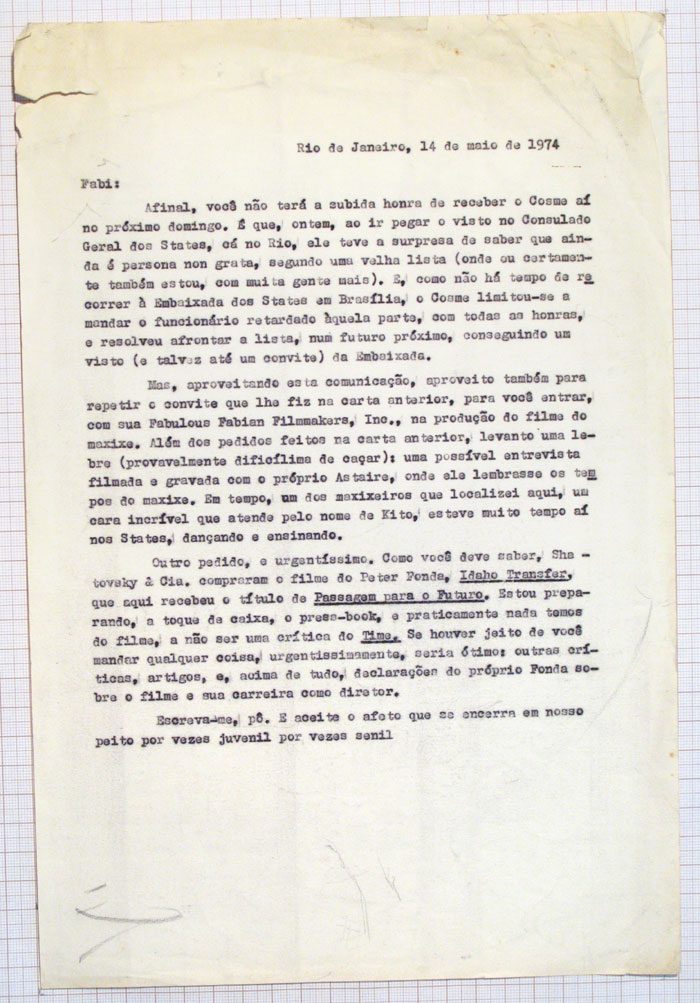 Rio de Janeiro, 14 de maio de 1974
Fabi:
Afinal, você não terá a subida honra de receber o Cosme aí
no próximo domingo. É que, ontem, ao ir pegar o visto no Consulado
Geral dos States, cá no Rio, ele teve a surpresa de saber que ain-
da é persona non grata, segundo uma velha lista (onde ou certamen-
te também estou, com muita gente mais). E, como não há tempo de re
correr à Embaixada dos States em Brasília, o Cosme limitou-se a
mandar o funcionário retardado àquela parte, com todas as honras,
e resolveu afrontar a lista, num futuro próximo, conseguindo um
visto (e talvez até um convite) da Embaixada.
Mas, aproveitando esta comunicação, aproveito também para
repetir o convite que lhe fiz na carta anterior, para você entrar,
com sua Fabulous Fabian Filmmakers, Inc., na produção do filme do
maxixe. Além dos pedidos feitos na carta anterior, levanto uma le-
bre (provavelmente dificílima de caçar): uma possível entrevista
filmada e gravada com o próprio Astaire, onde ele lembrasse os tem
pos do maxixe. Em tempo, um dos maxixeiros que localizei aqui, um
cara incrível que atende pelo nome de Kito, esteve muito tempo aí
nos States, dançando e ensinando.
Outro pedido, e urgentíssimo. Como você deve saber, Sha -
tovsky & Cia. compraram o filme do Peter Fonda, Idaho Transfer,
que aqui recebeu o título de Passagem para o Futuro. Estou prepa-
rando, a toque de caixa, o press-book, e praticamente nada temos
do filme, a não ser uma crítica do Time. Se houver jeito de você
mandar qualquer coisa, urgentissimamente, seria ótimo: outras crí-
ticas, artigos, e, acima de tudo, declarações do próprio Fonda so-
bre o filme e sua carreira como diretor.
Escreva-me, pô. E aceite o afeto que se encerra em nosso
peito por vezes juvenil por vezes senil